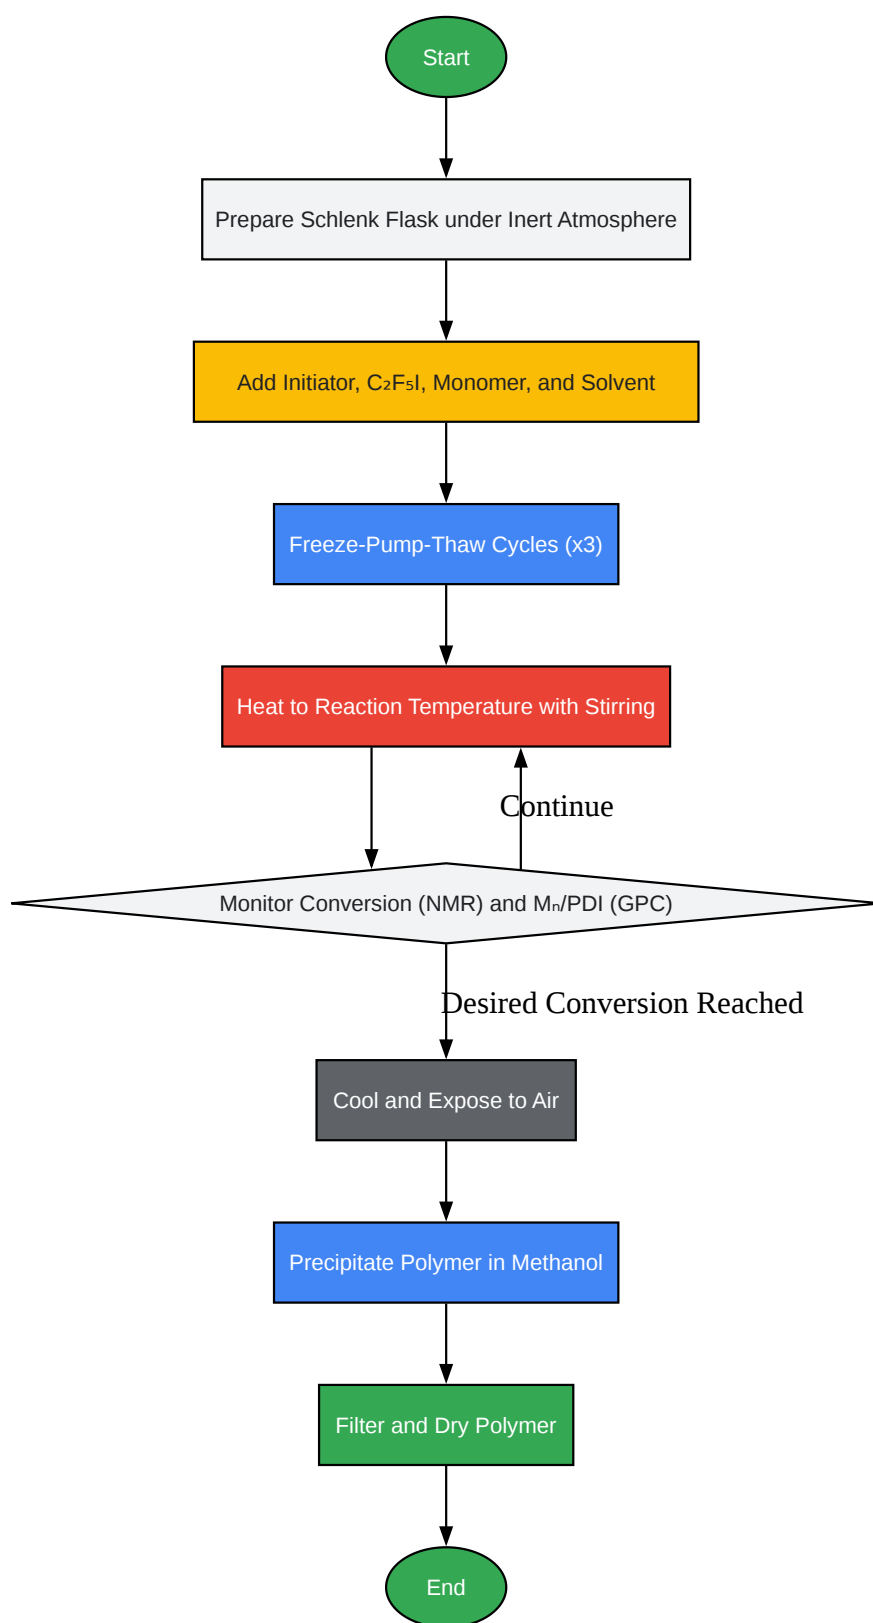 Start
Prepare Schlenk Flask under Inert Atmosphere
Add Initiator, C₂F₅I, Monomer, and Solvent
Freeze-Pump-Thaw Cycles (x3)
Heat to Reaction Temperature with Stirring
Continue
Monitor Conversion (NMR) and Mₙ/PDI (GPC)
Desired Conversion Reached
Cool and Expose to Air
Precipitate Polymer in Methanol
Filter and Dry Polymer
End